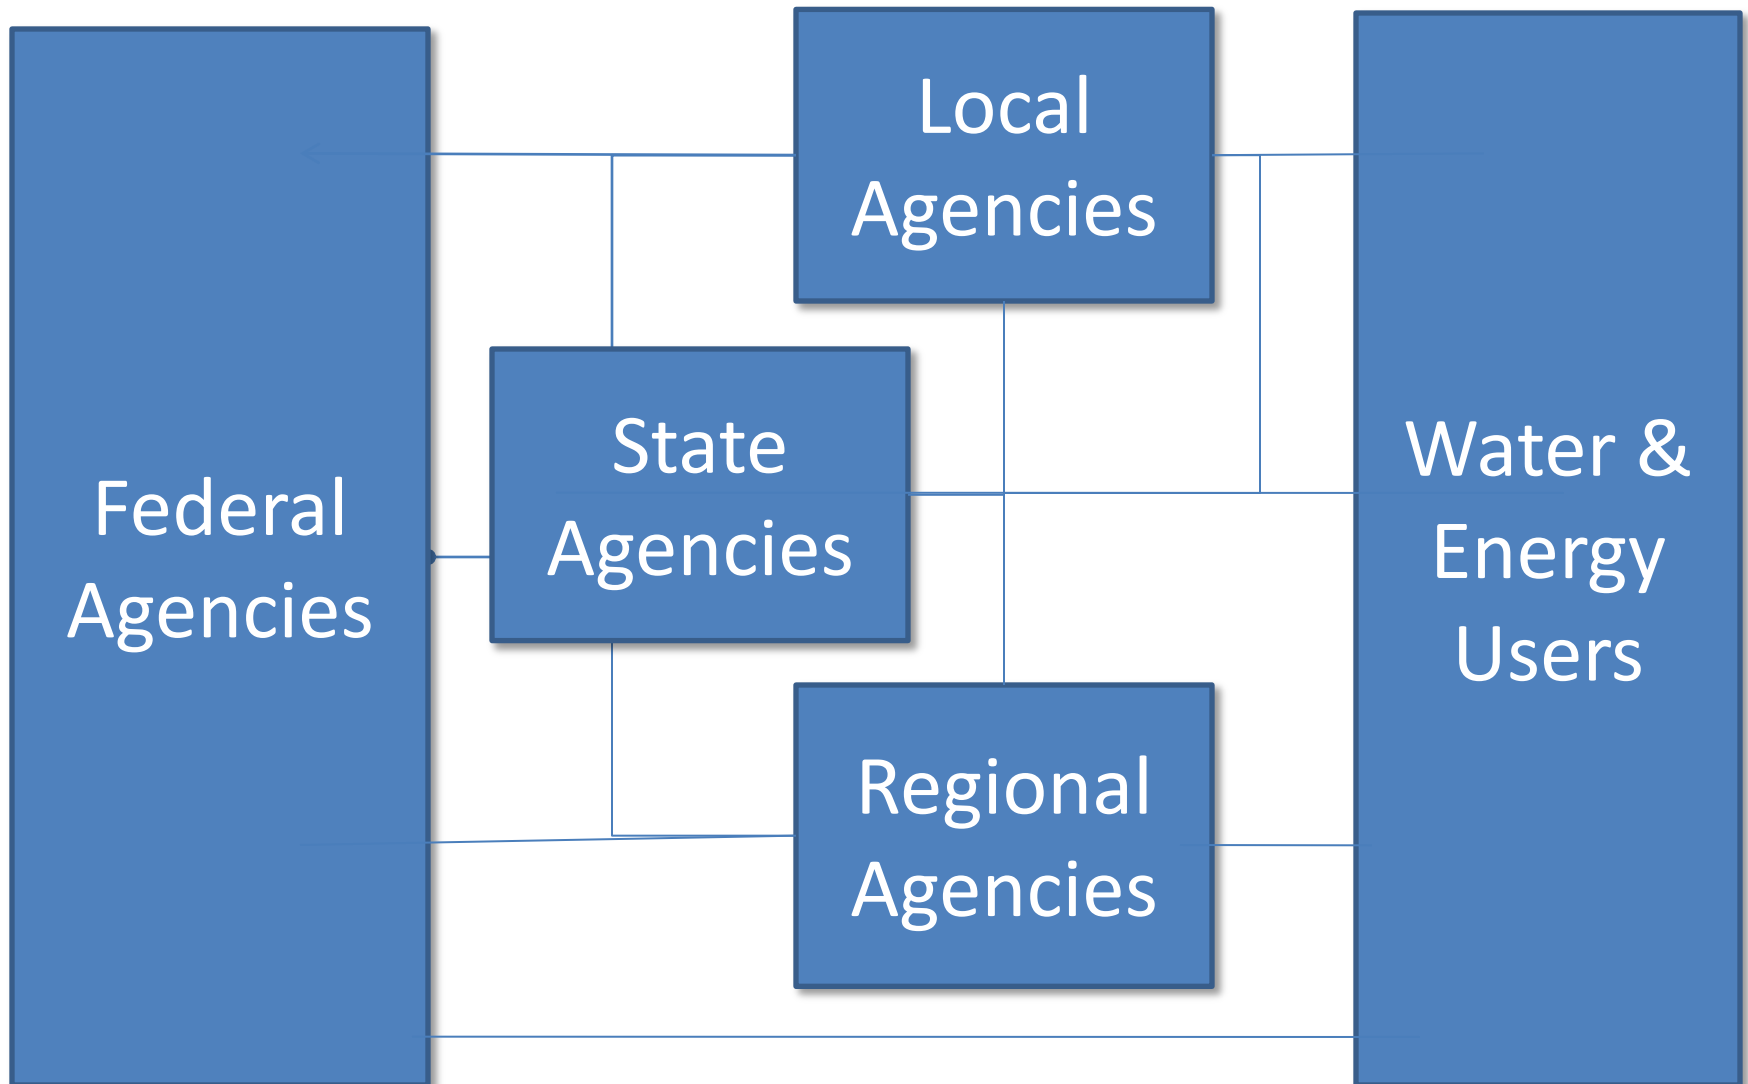 Federal
Agencies
Local
Agencies
State
Agencies
Regional
Agencies
Water &
Energy
Users